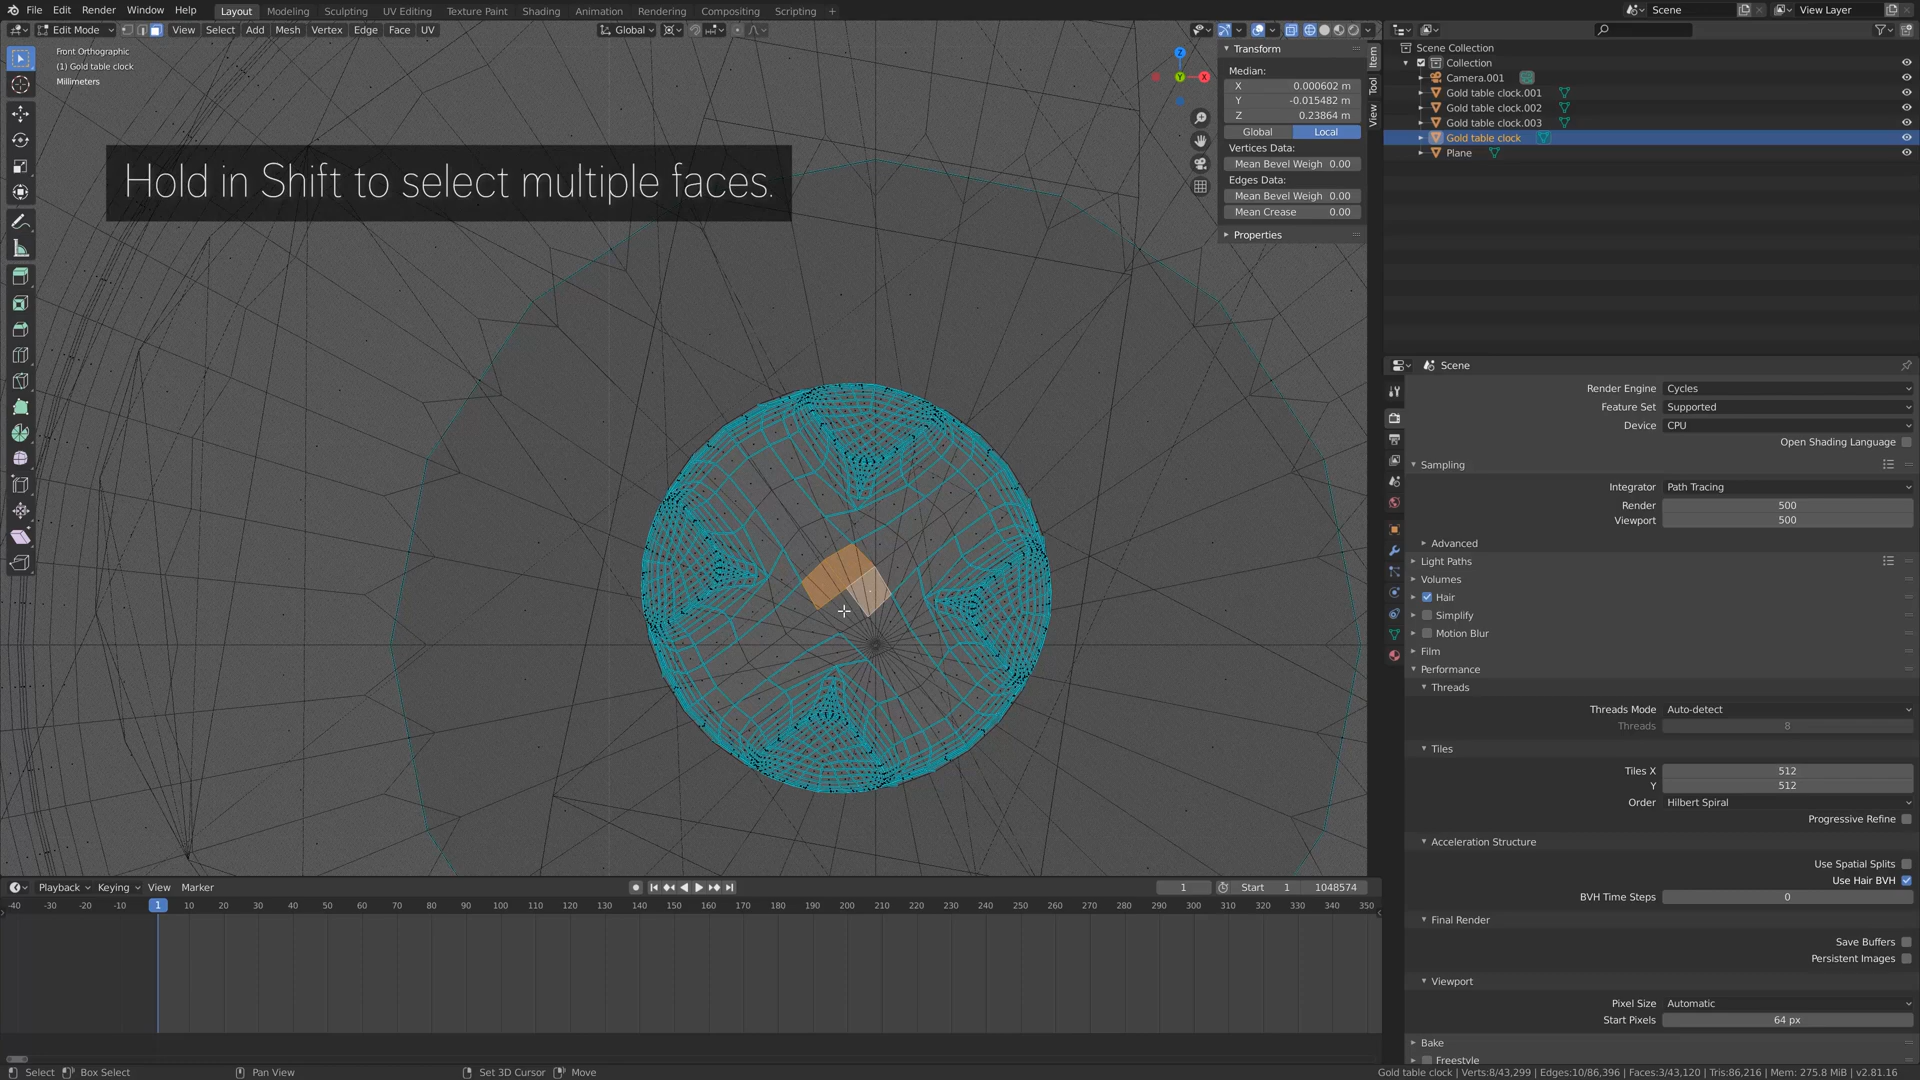 File Edit Render Window Help Layout Modeling Sculpting UV Editing Texture Paint Shading Animation Rendering Compositing Scripting + Scene View Layer
Edit Mode View Select Add Mesh Vertex Edge Face UV Global
Front Orthographic
(1) Gold table clock
Millimeters
Hold in Shift to select multiple faces.
Z
Y
X
Transform
Median:
X 0.000602 m
Y -0.015482 m
Z 0.23864 m
Global Local
Vertices Data:
Mean Bevel Weigh 0.00
Edges Data:
Mean Bevel Weigh 0.00
Mean Crease 0.00
Properties
Item
Tool
View
Scene Collection
Collection
Camera.001
Gold table clock.001
Gold table clock.002
Gold table clock.003
Gold table clock
Plane
Scene
Render Engine Cycles
Feature Set Supported
Device CPU
Open Shading Language
Sampling
Integrator Path Tracing
Render 500
Viewport 500
Advanced
Light Paths
Volumes
Hair
Simplify
Motion Blur
Film
Performance
Threads
Threads Mode Auto-detect
Threads 8
Tiles
Tiles X 512
Y 512
Order Hilbert Spiral
Progressive Refine
Acceleration Structure
Use Spatial Splits
Use Hair BVH
BVH Time Steps 0
Final Render
Save Buffers
Persistent Images
Viewport
Pixel Size Automatic
Start Pixels 64 px
Bake
Freestyle
Playback Keying View Marker 1 Start 1 1048574
-40 -30 -20 -10 1 10 20 30 40 50 60 70 80 90 100 110 120 130 140 150 160 170 180 190 200 210 220 230 240 250 260 270 280 290 300 310 320 330 340 350
Select Box Select Pan View Set 3D Cursor Move Gold table clock | Verts:8/43,299 | Edges:10/86,396 | Faces:3/43,120 | Tris:86,216 | Mem: 275.8 MiB | v2.81.16